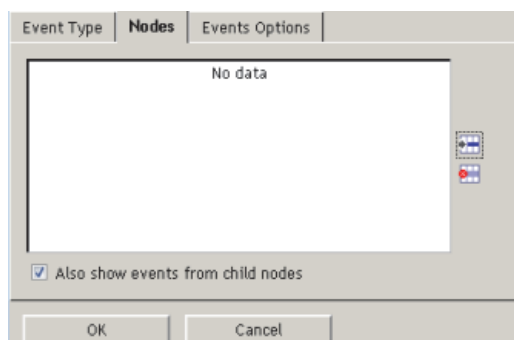 Event Type Nodes Events Options
No data
Also show events from child nodes
OK Cancel